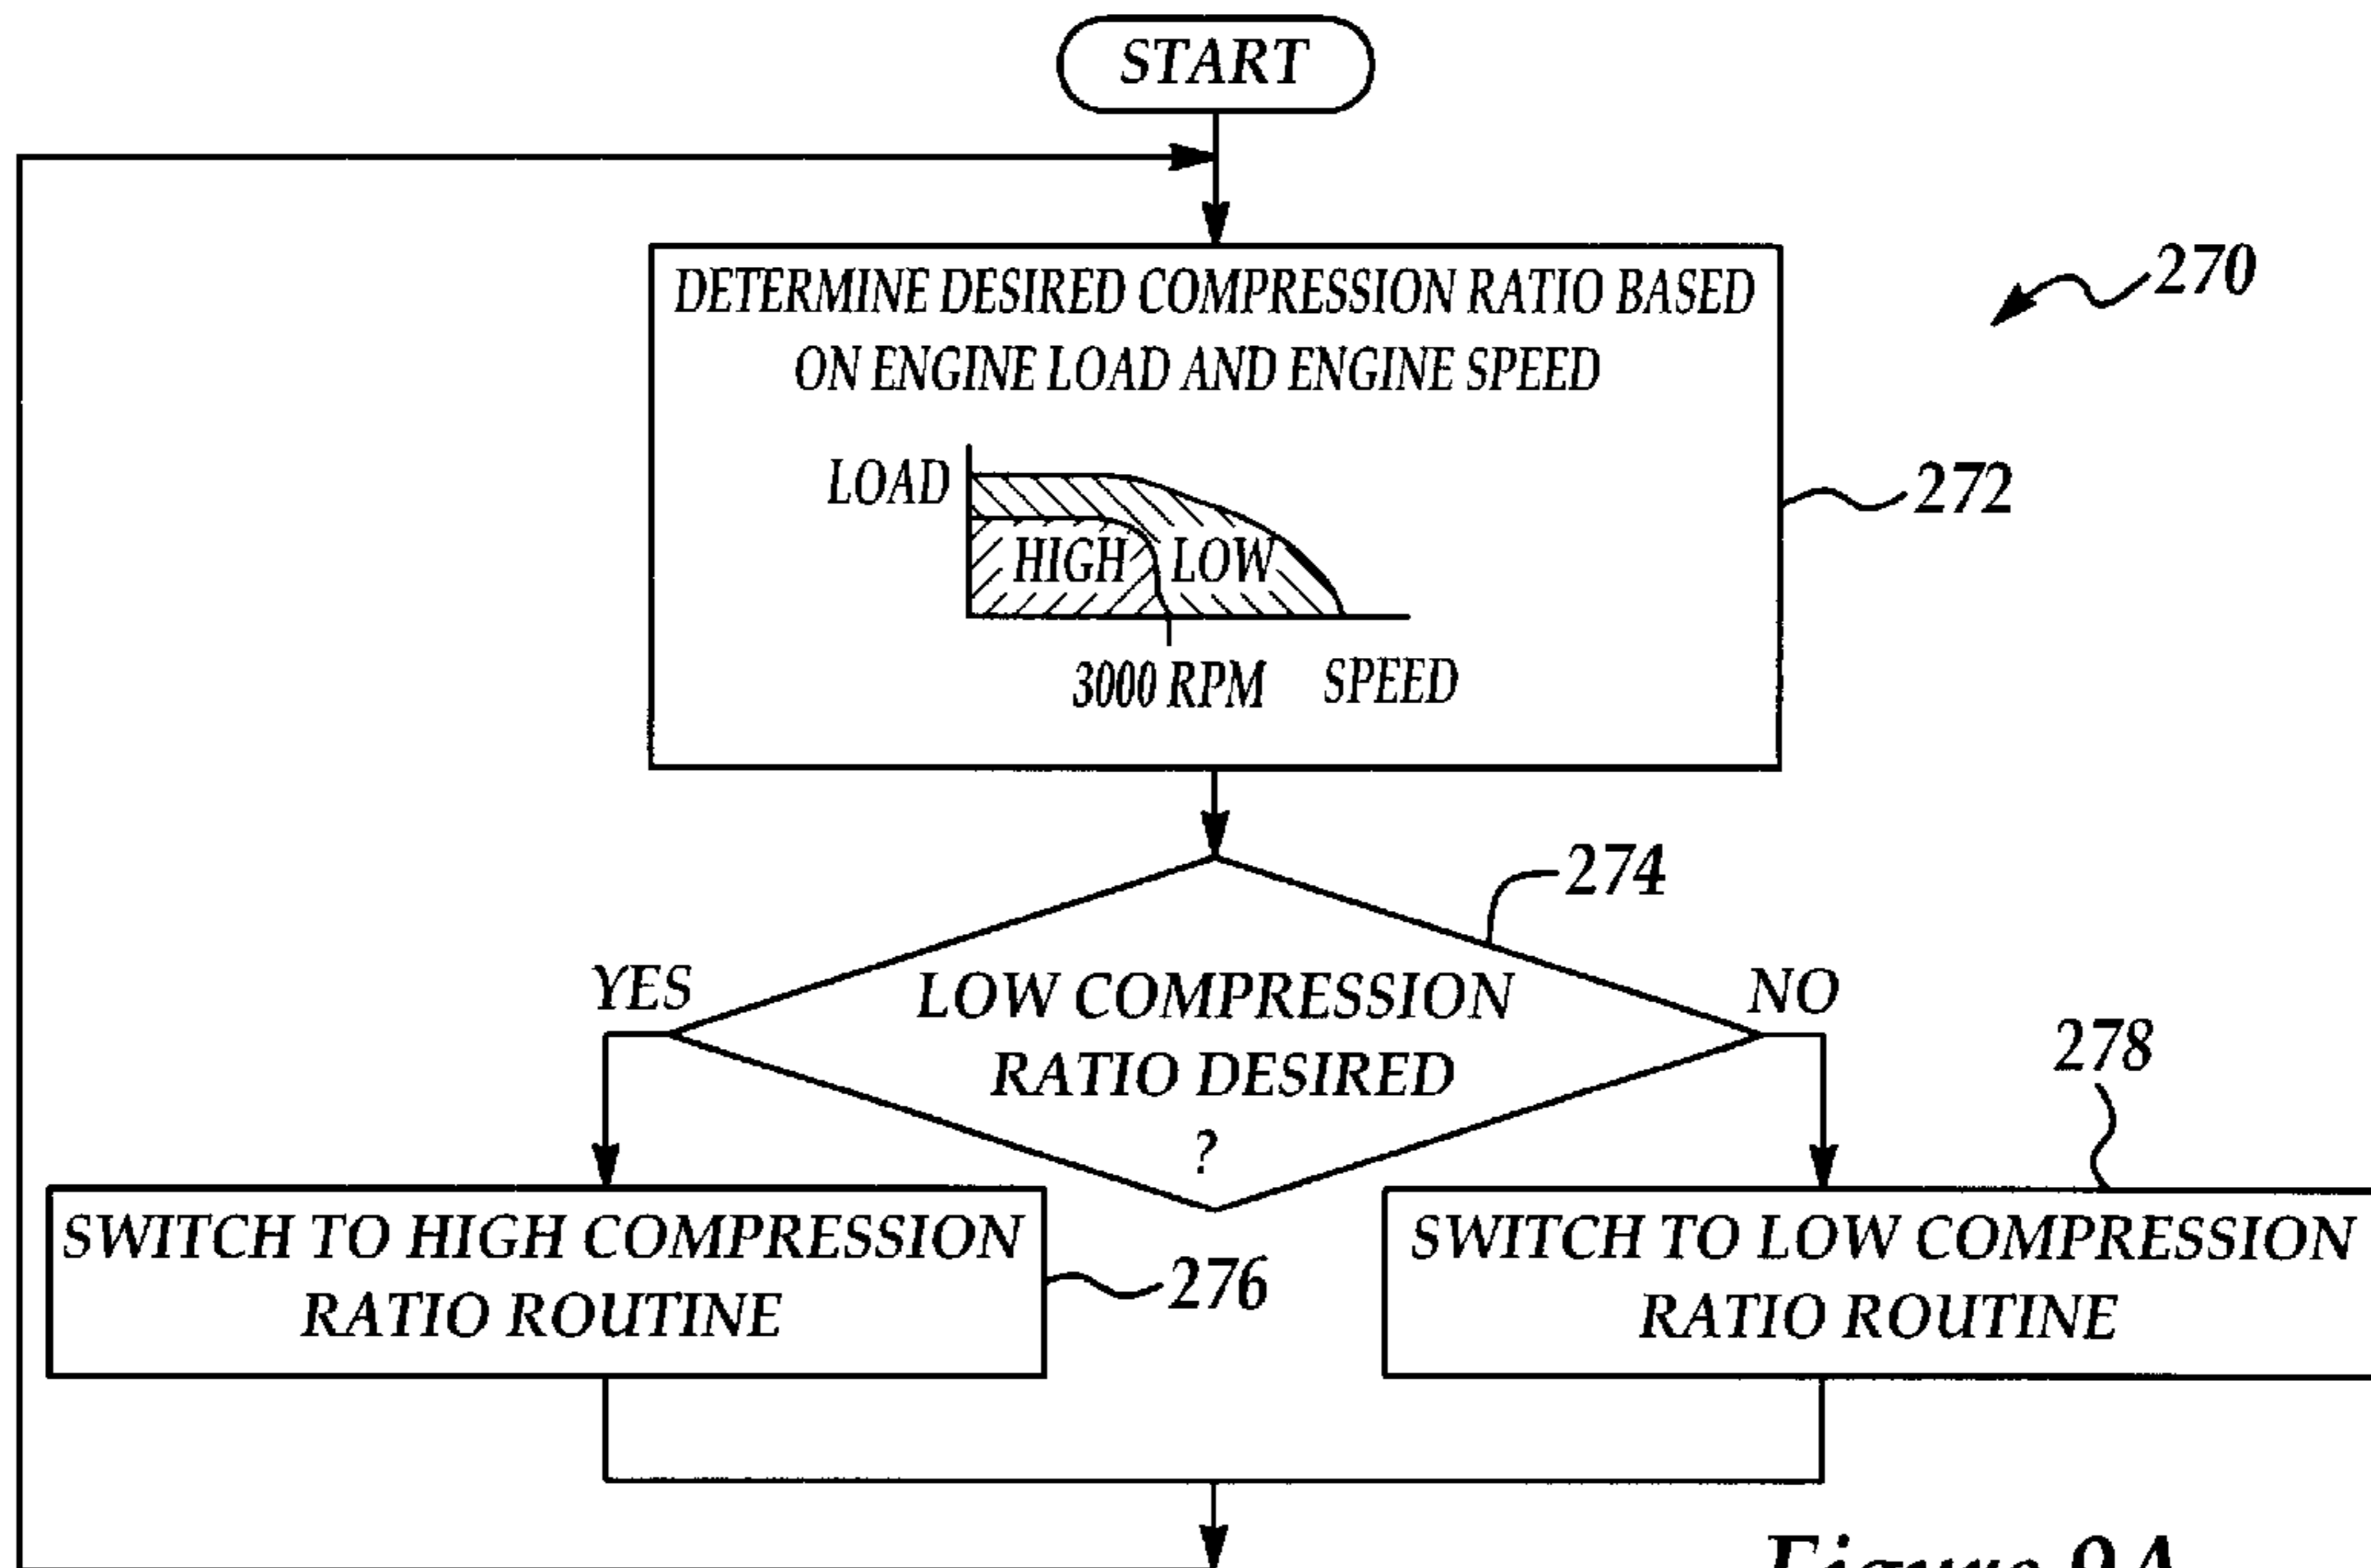 START
DETERMINE DESIRED COMPRESSION RATIO BASED
ON ENGINE LOAD AND ENGINE SPEED
270
LOAD
272
HIGH LOW
3000 RPM SPEED
274
YES
LOW COMPRESSION
RATIO DESIRED
?
NO
278
SWITCH TO HIGH COMPRESSION
RATIO ROUTINE
276
SWITCH TO LOW COMPRESSION
RATIO ROUTINE
Figure 9A